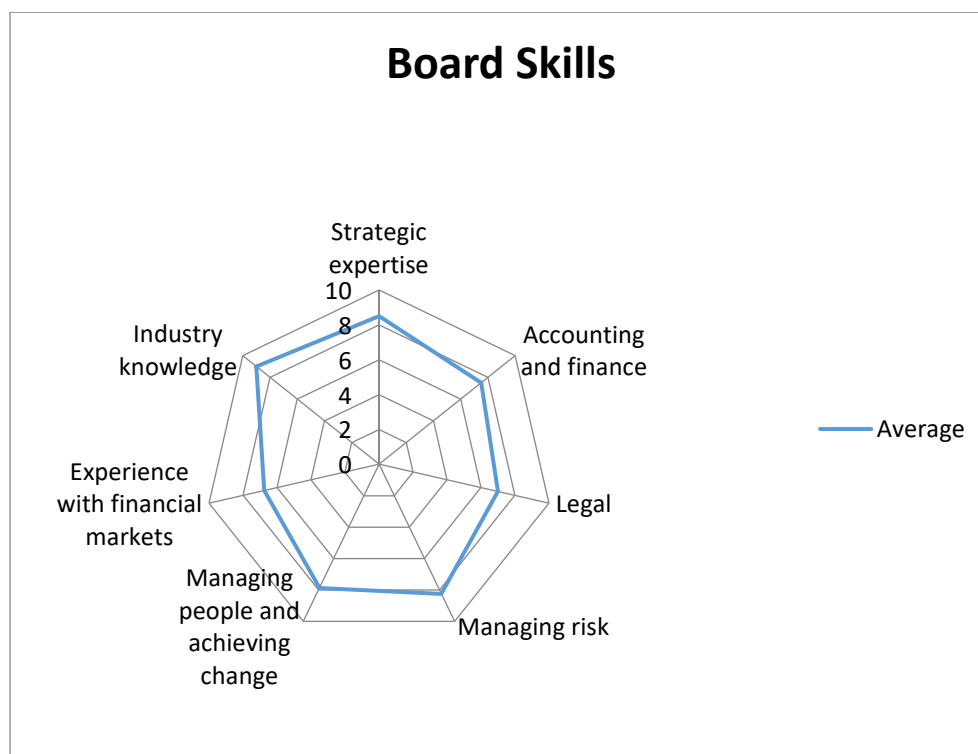 Board Skills
Strategic
expertise
10
8
6
4
2
0
Accounting
and finance
Legal
Managing risk
Managing
people and
achieving
change
Experience
with financial
markets
Industry
knowledge
Average